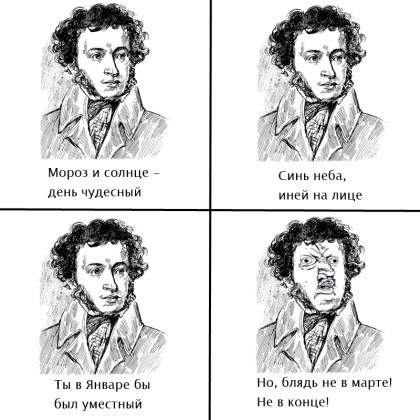 Мороз и солнце –
день чудесный
Синь неба,
иней на лице
Ты в Январе бы
был уместный
Но, блядь не в марте!
Не в конце!